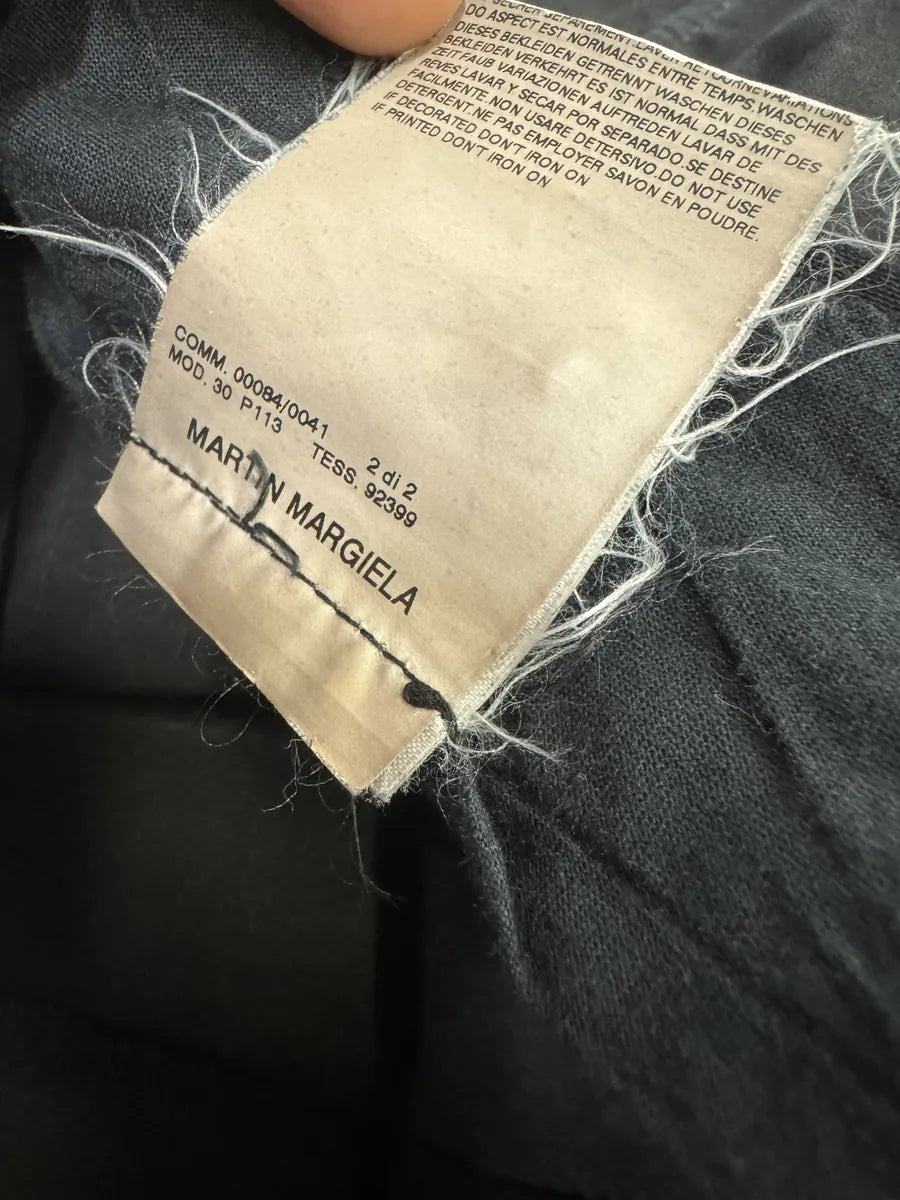 DO ASPECT EST NORMALES ENTRE TEMPS.WASCHEN
DIESES BEKLEIDEN GETRENNT WASCHEN DIESES
BEKLEIDEN VERKEHRT ES IST NORMAL DASS MIT DES
ZEIT FAUB VARIAZIONEN AUFTREDEN LAVAR DE
REVES LAVAR Y SECAR POR SEPARADO.SE DESTINE
FACILMENTE.NON USARE DETERSIVO.DO NOT USE
DETERGENT.NE PAS EMPLOYER SAVON EN POUDRE.
IF DECORATED DON'T IRON ON
IF PRINTED DONT IRON ON
COMM. 00084/0041 2 di 2
MOD. 30 P113 TESS. 92399
MARTIN MARGIELA